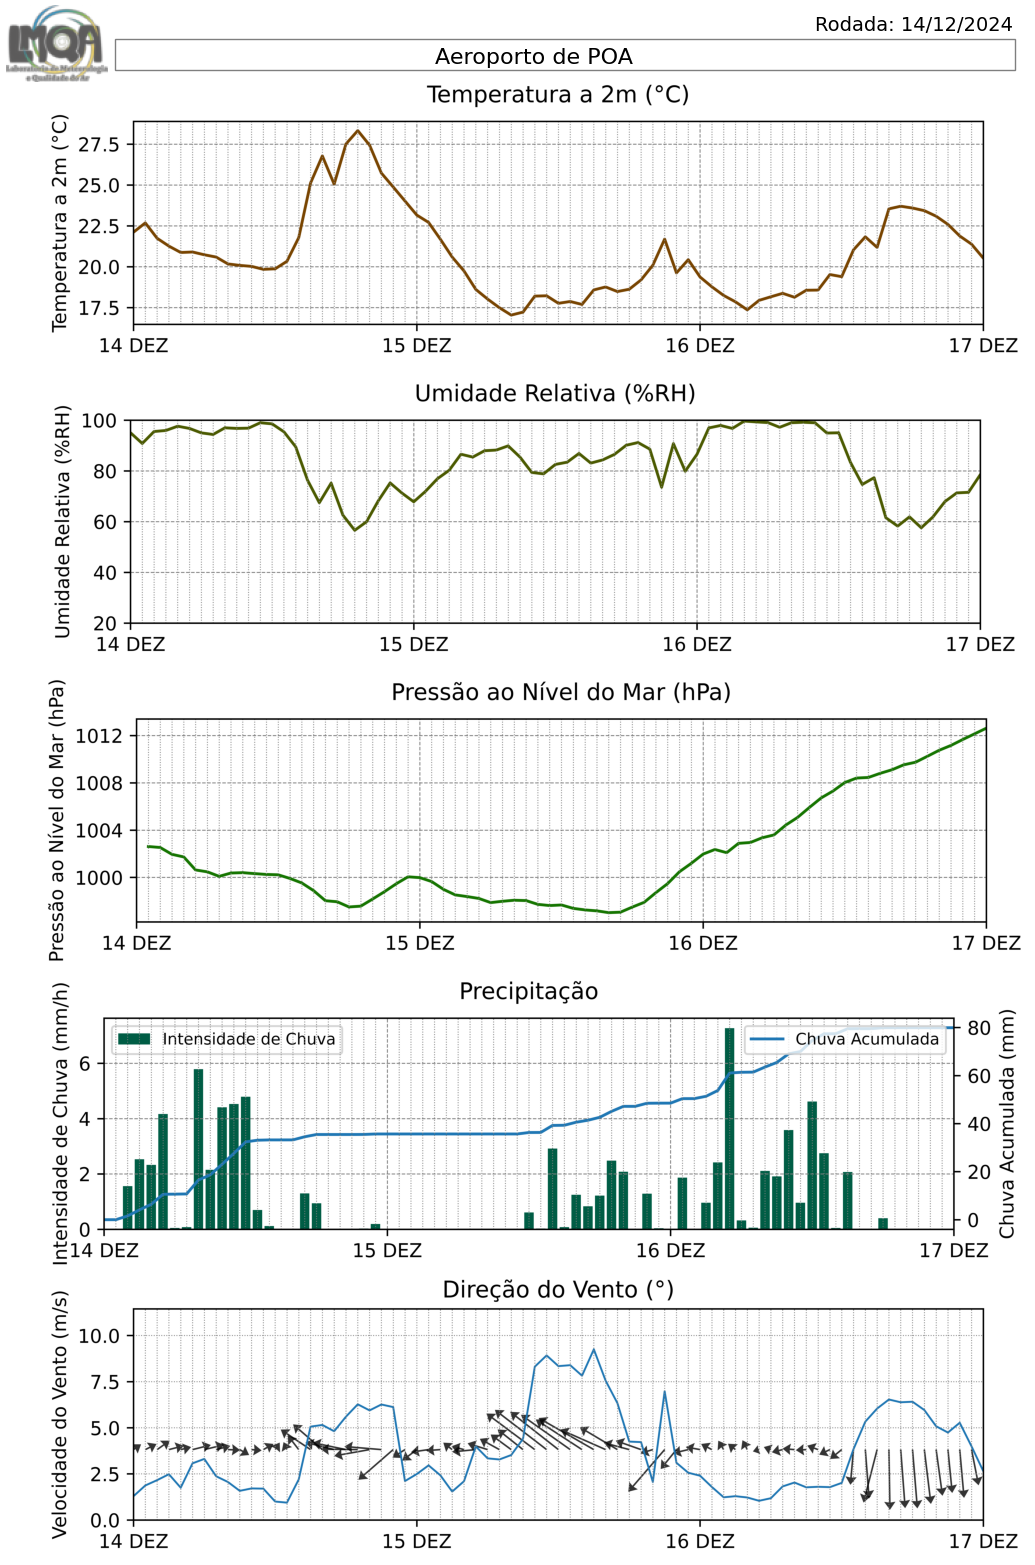 LMQA
Laboratório de Meteorologia
e Qualidade do Ar
Rodada: 14/12/2024
Aeroporto de POA
Temperatura a 2m (°C)
Temperatura a 2m (°C)
27.5
25.0
22.5
20.0
17.5
14 DEZ 15 DEZ 16 DEZ 17 DEZ
Umidade Relativa (%RH)
Umidade Relativa (%RH)
100
80
60
40
20
14 DEZ 15 DEZ 16 DEZ 17 DEZ
Pressão ao Nível do Mar (hPa)
Pressão ao Nível do Mar (hPa)
1012
1008
1004
1000
14 DEZ 15 DEZ 16 DEZ 17 DEZ
Precipitação
Intensidade de Chuva (mm/h)
Intensidade de Chuva
Chuva Acumulada
6
4
2
0
80
60
40
20
0
Chuva Acumulada (mm)
14 DEZ 15 DEZ 16 DEZ 17 DEZ
Direção do Vento (°)
Velocidade do Vento (m/s)
10.0
7.5
5.0
2.5
0.0
14 DEZ 15 DEZ 16 DEZ 17 DEZ